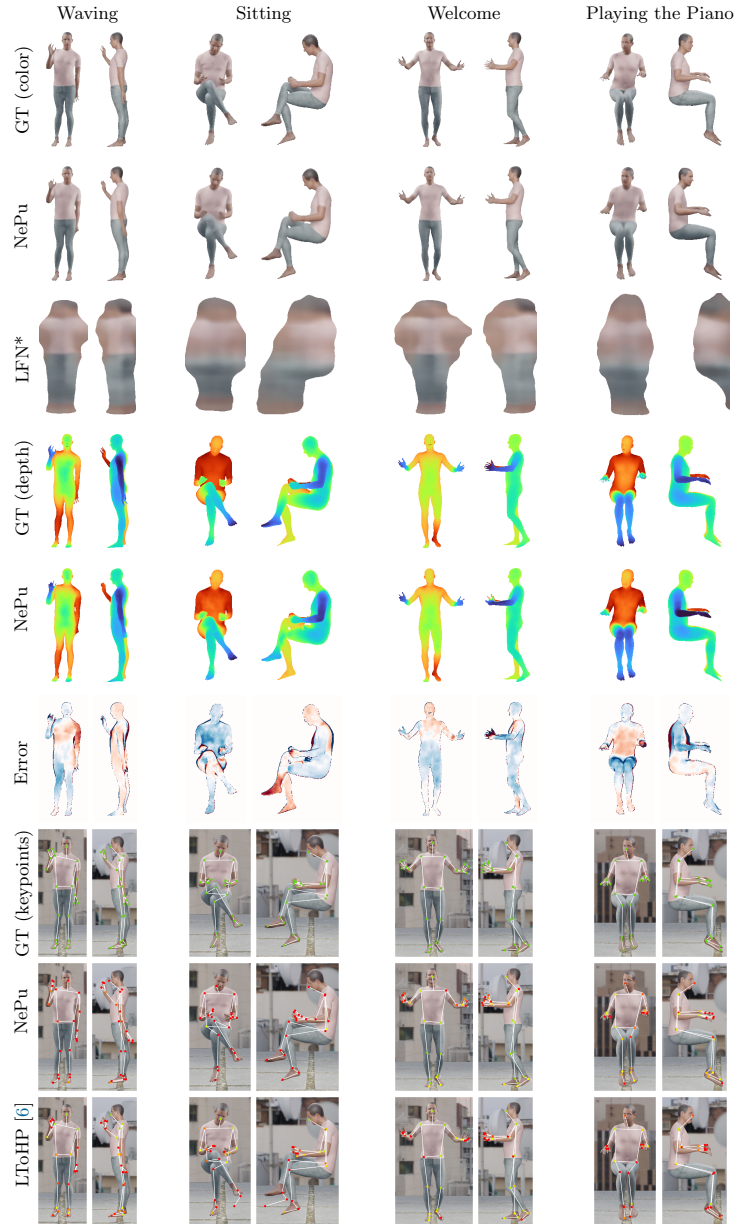 Waving Sitting Welcome Playing the Piano
GT (color)
NePu
LFN*
GT (depth)
NePu
Error
GT (keypoints)
NePu
LToHP [6]